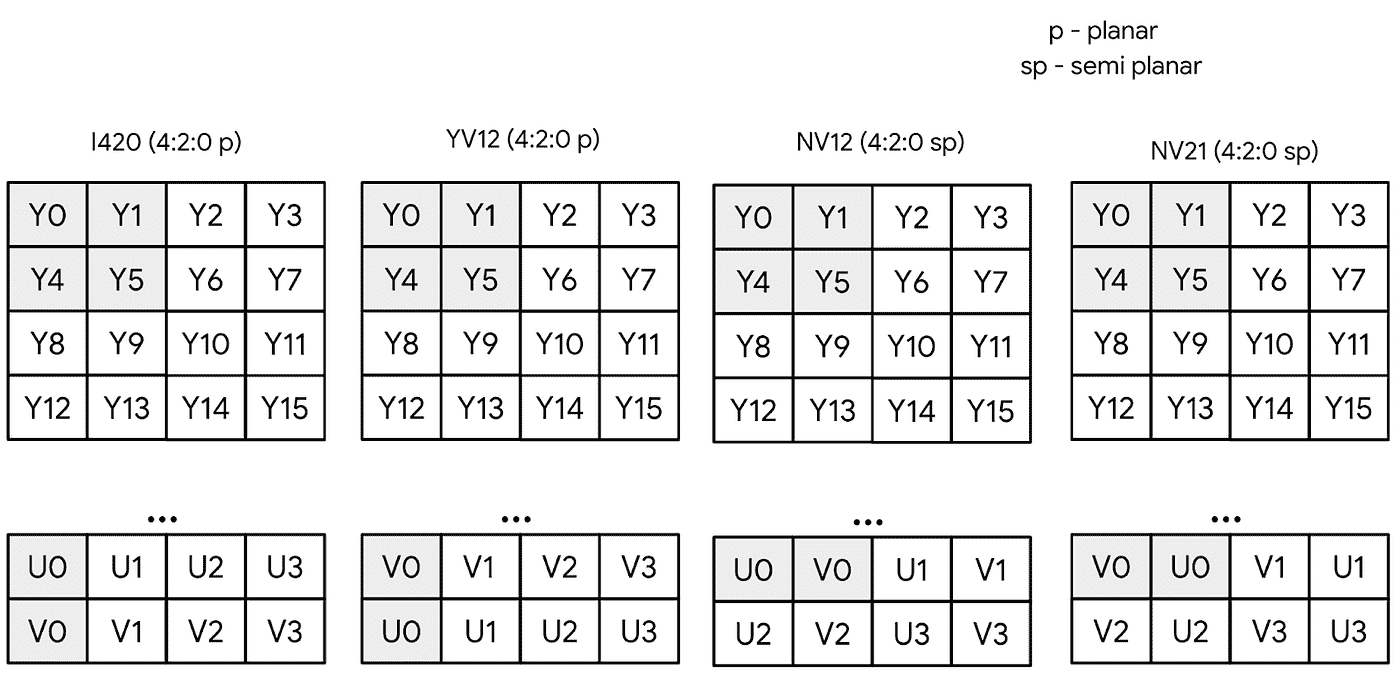 p - planar
sp - semi planar
I420 (4:2:0 p)
Y0 Y1 Y2 Y3
Y4 Y5 Y6 Y7
Y8 Y9 Y10 Y11
Y12 Y13 Y14 Y15
...
U0 U1 U2 U3
V0 V1 V2 V3
YV12 (4:2:0 p)
Y0 Y1 Y2 Y3
Y4 Y5 Y6 Y7
Y8 Y9 Y10 Y11
Y12 Y13 Y14 Y15
...
V0 V1 V2 V3
U0 U1 U2 U3
NV12 (4:2:0 sp)
Y0 Y1 Y2 Y3
Y4 Y5 Y6 Y7
Y8 Y9 Y10 Y11
Y12 Y13 Y14 Y15
...
U0 V0 U1 V1
U2 V2 U3 V3
NV21 (4:2:0 sp)
Y0 Y1 Y2 Y3
Y4 Y5 Y6 Y7
Y8 Y9 Y10 Y11
Y12 Y13 Y14 Y15
...
V0 U0 V1 U1
V2 U2 V3 U3